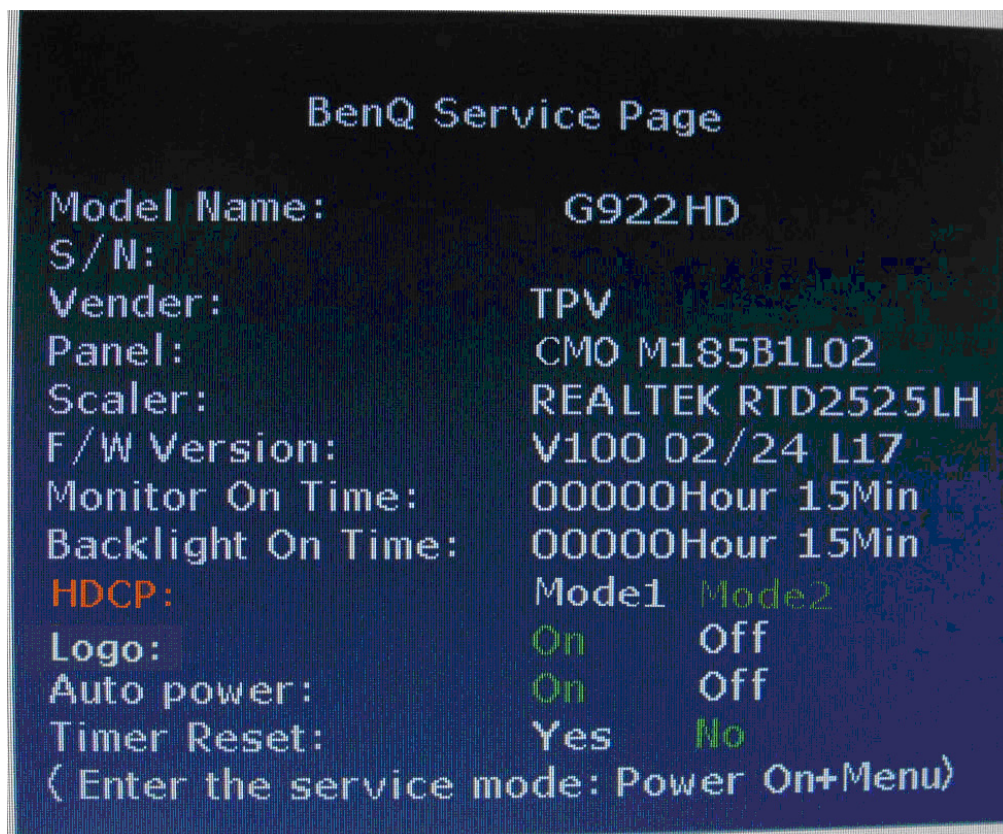 BenQ Service Page
Model Name: G922HD
S/N:
Vender: TPV
Panel: CMO M185B1L02
Scaler: REALTEK RTD2525LH
F/W Version: V100 02/24 L17
Monitor On Time: 00000Hour 15Min
Backlight On Time: 00000Hour 15Min
HDCP: Mode1 Mode2
Logo: On Off
Auto power: On Off
Timer Reset: Yes No
(Enter the service mode: Power On+Menu)